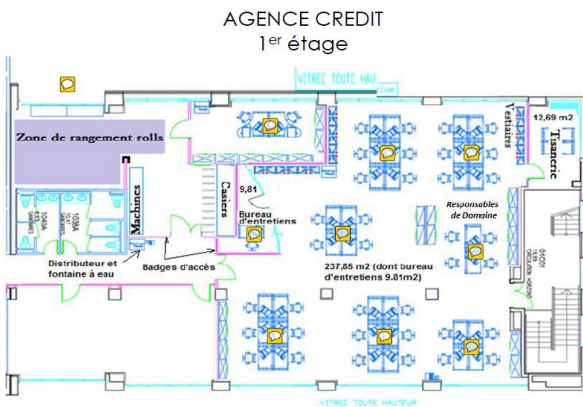 AGENCE CREDIT
1er étage
VITREE TOUTE HAU
Zone de rangement rolls
Vestiaires
12,69 m2
Tisanerie
Machines
Casiers
9,81
Bureau
d'entretiens
Responsables
de Domaine
Distributeur et
fontaine à eau
Badges d'accès
237,85 m2 (dont bureau
d'entretiens 9.81m2)
VITREE TOUTE HAUTEUR